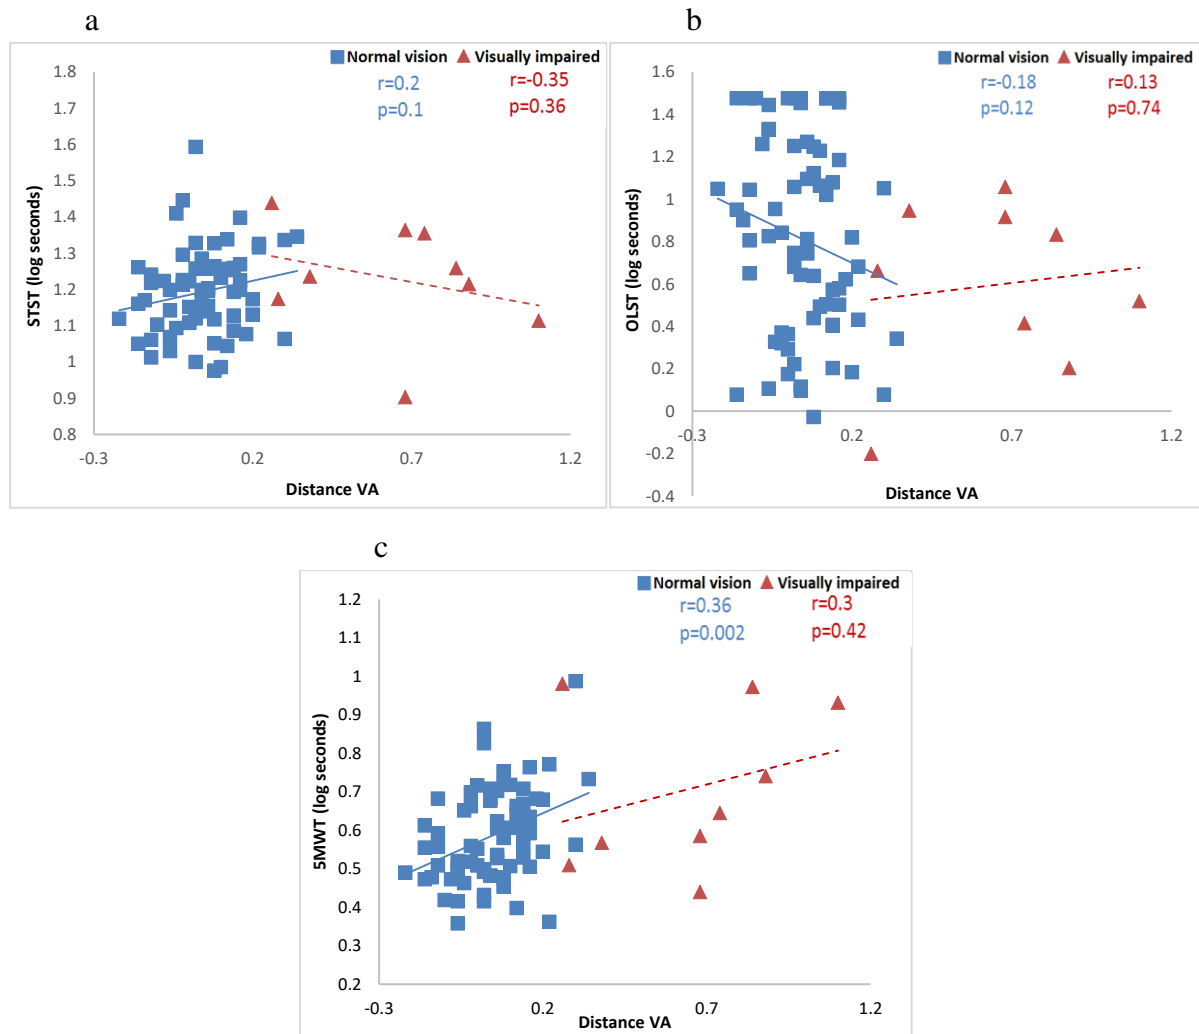 a
Normal vision Visually impaired
r=0.2 r=-0.35
p=0.1 p=0.36
1.8
1.7
1.6
1.5
1.4
1.3
1.2
1.1
1
0.9
0.8
STST (log seconds)
-0.3 0.2 0.7 1.2
Distance VA
b
Normal vision Visually impaired
r=-0.18 r=0.13
p=0.12 p=0.74
1.6
1.4
1.2
1
0.8
0.6
0.4
0.2
0
-0.2
-0.4
OLST (log seconds)
-0.3 0.2 0.7 1.2
Distance VA
c
Normal vision Visually impaired
r=0.36 r=0.3
p=0.002 p=0.42
1.2
1.1
1
0.9
0.8
0.7
0.6
0.5
0.4
0.3
0.2
5MWT (log seconds)
-0.3 0.2 0.7 1.2
Distance VA